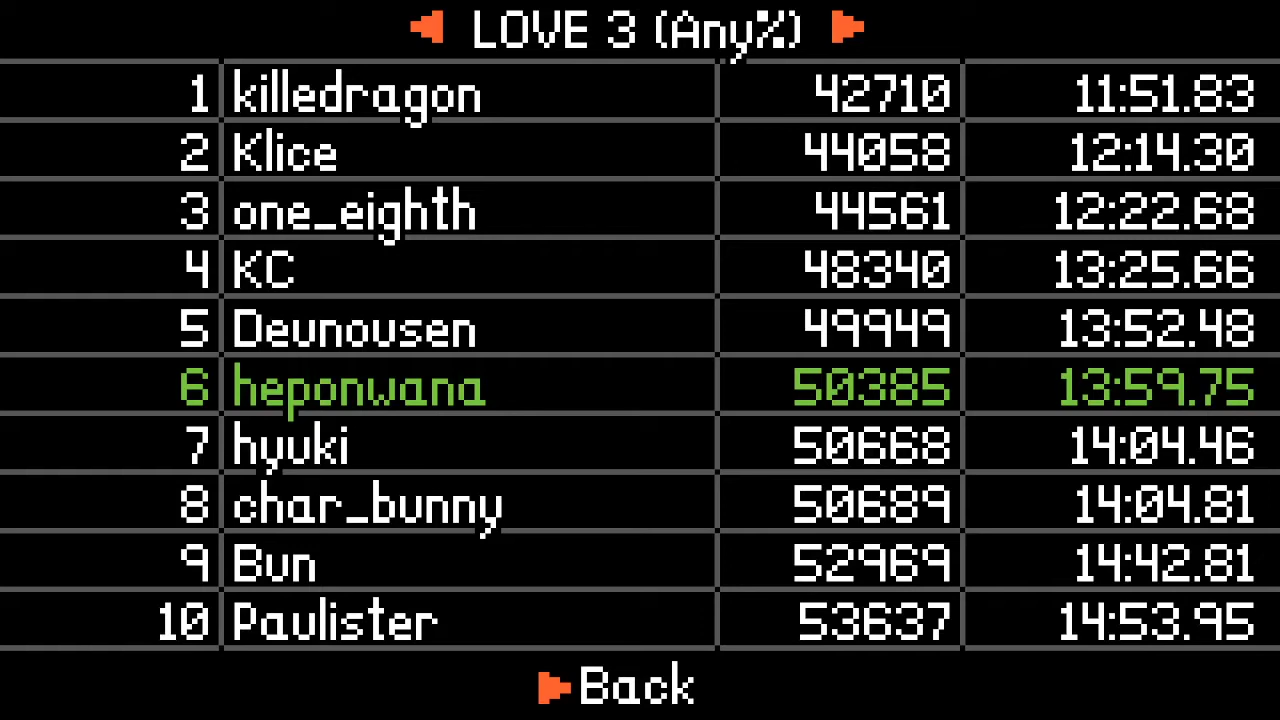 LOVE 3 (Any%)
1 killedragon 42710 11:51.83
2 Klice 44058 12:14.30
3 one_eighth 44561 12:22.68
4 KC 48340 13:25.66
5 Deunousen 49949 13:52.48
6 heponwana 50385 13:59.75
7 hyuki 50668 14:04.46
8 char_bunny 50689 14:04.81
9 Bun 52969 14:42.81
10 Paulister 53637 14:53.95
Back